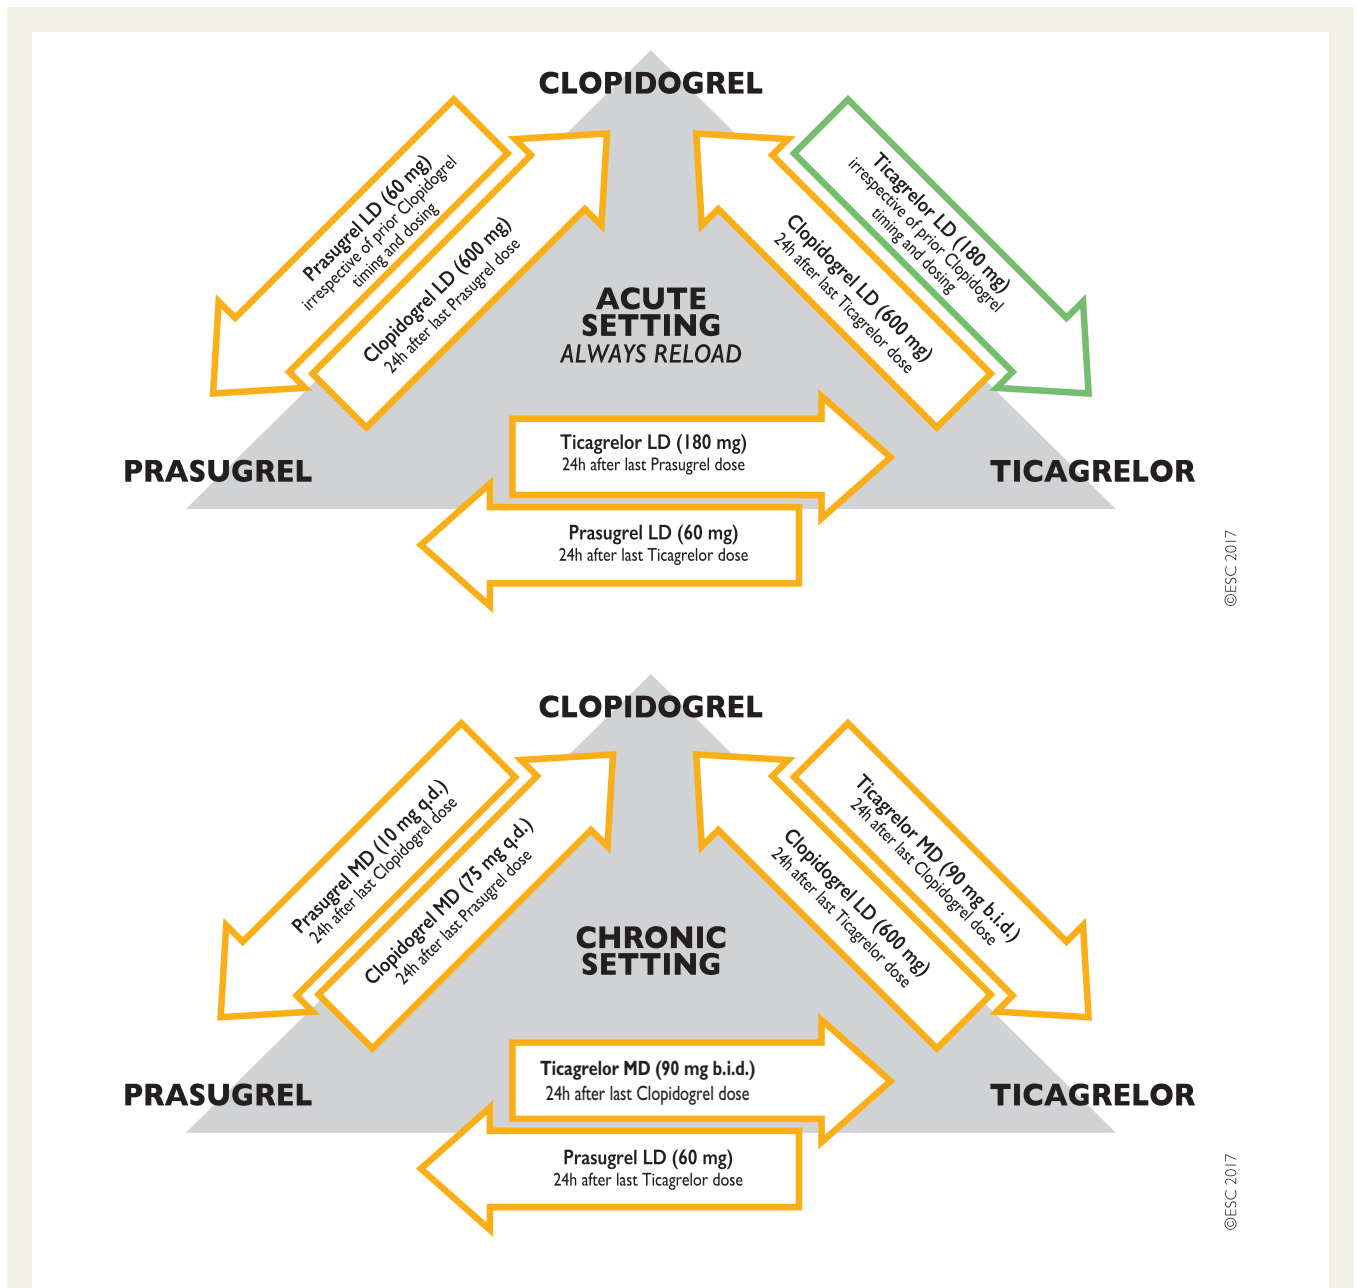 CLOPIDOGREL
Prasugrel LD (60 mg)
irrespective of prior Clopidogrel
timing and dosing
Clopidogrel LD (600 mg)
24h after last Prasugrel dose
Ticagrelor LD (180 mg)
irrespective of prior Clopidogrel
timing and dosing
Clopidogrel LD (600 mg)
24h after last Ticagrelor dose
ACUTE
SETTING
ALWAYS RELOAD
PRASUGREL
TICAGRELOR
Ticagrelor LD (180 mg)
24h after last Prasugrel dose
Prasugrel LD (60 mg)
24h after last Ticagrelor dose
©ESC 2017
CLOPIDOGREL
Prasugrel MD (10 mg q.d.)
24h after last Clopidogrel dose
Clopidogrel MD (75 mg q.d.)
24h after last Prasugrel dose
Ticagrelor MD (90 mg b.i.d.)
24h after last Clopidogrel dose
Clopidogrel LD (600 mg)
24h after last Ticagrelor dose
CHRONIC
SETTING
PRASUGREL
TICAGRELOR
Ticagrelor MD (90 mg b.i.d.)
24h after last Clopidogrel dose
Prasugrel LD (60 mg)
24h after last Ticagrelor dose
©ESC 2017